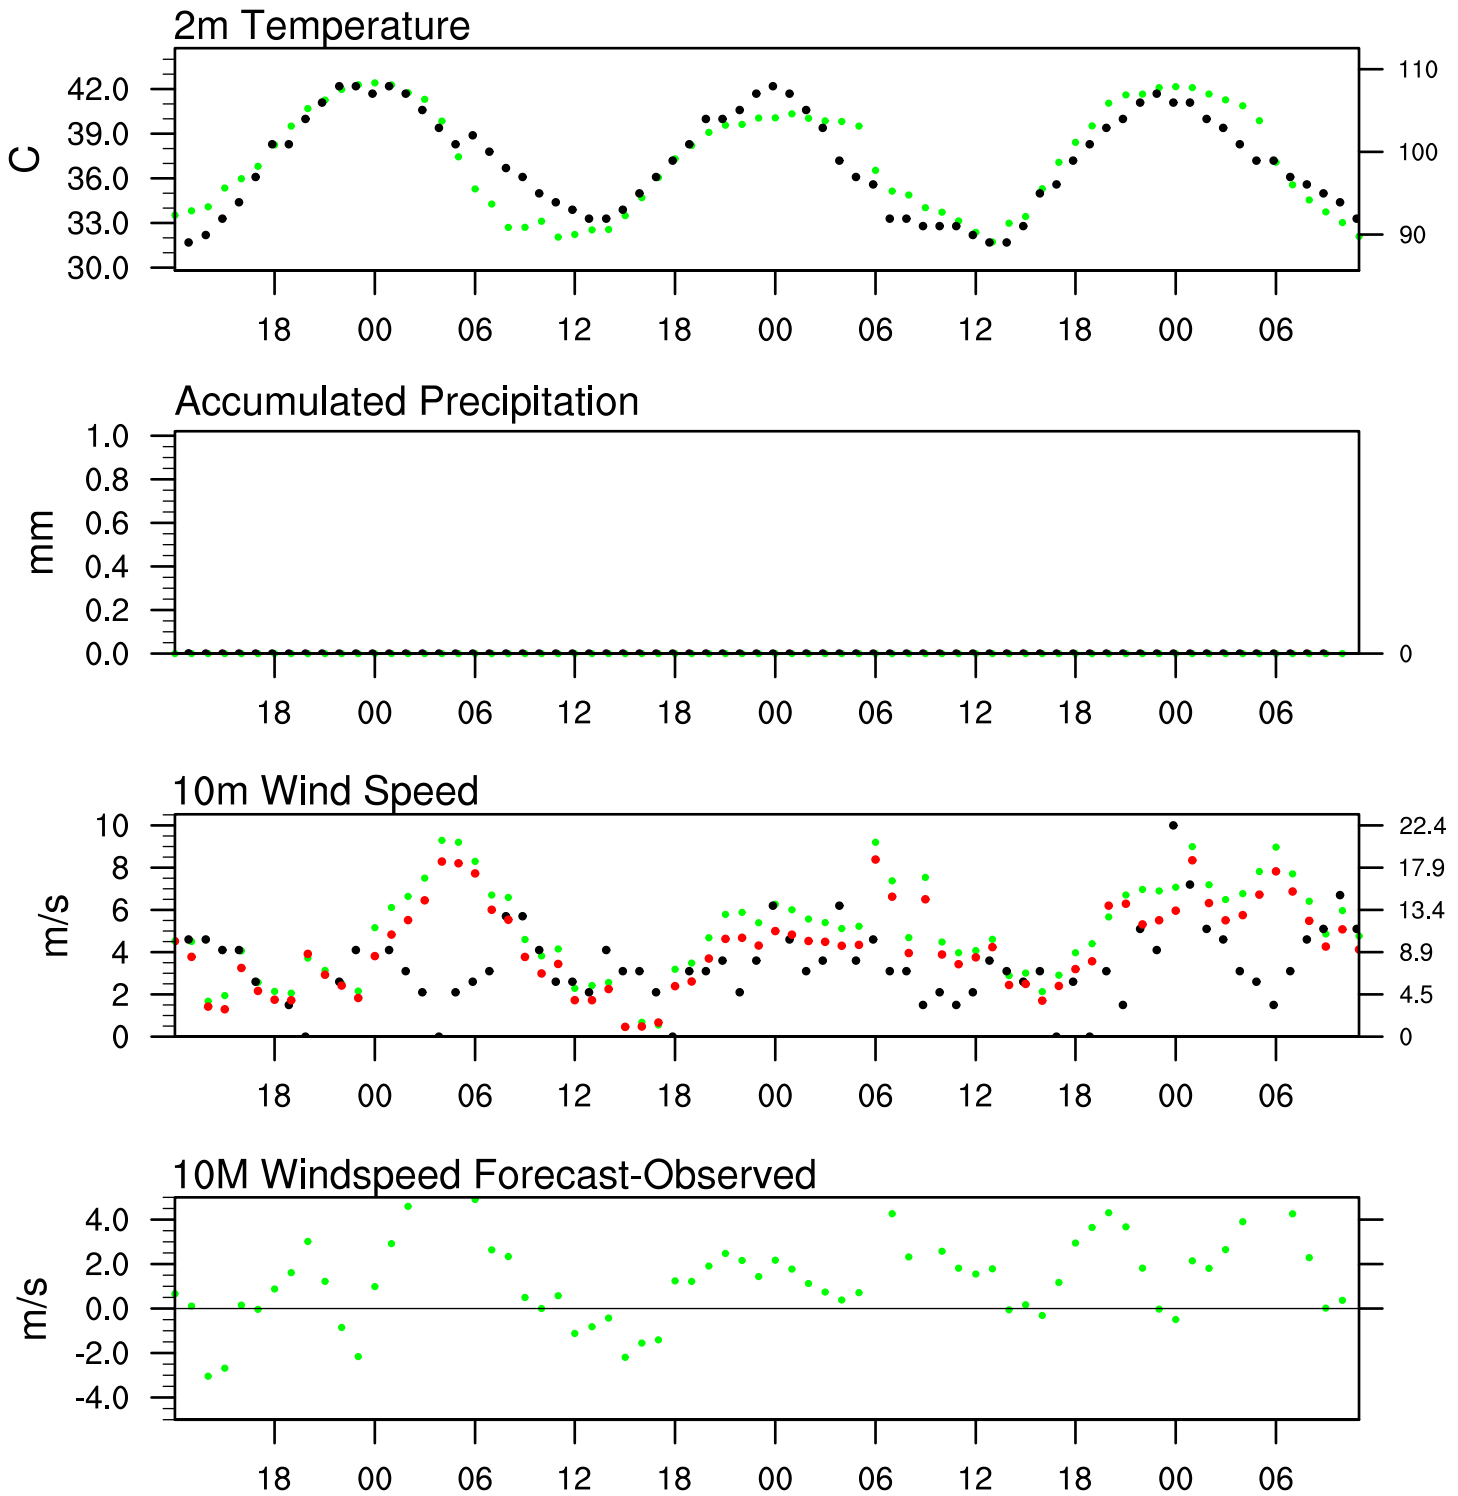 2m Temperature
C
42.0
39.0
36.0
33.0
30.0
110
100
90
18 00 06 12 18 00 06 12 18 00 06
Accumulated Precipitation
mm
1.0
0.8
0.6
0.4
0.2
0.0
0
18 00 06 12 18 00 06 12 18 00 06
10m Wind Speed
m/s
10
8
6
4
2
0
22.4
17.9
13.4
8.9
4.5
0
18 00 06 12 18 00 06 12 18 00 06
10M Windspeed Forecast-Observed
m/s
4.0
2.0
0.0
-2.0
-4.0
18 00 06 12 18 00 06 12 18 00 06